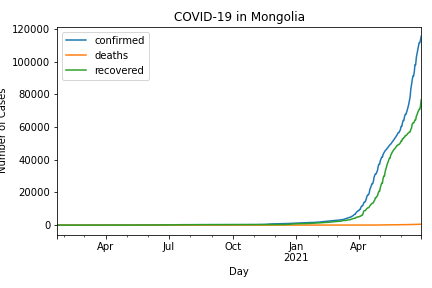 COVID-19 in Mongolia
confirmed
deaths
recovered
120000
100000
80000
60000
40000
20000
0
Number of Cases
Apr
Jul
Oct
Jan
2021
Apr
Day